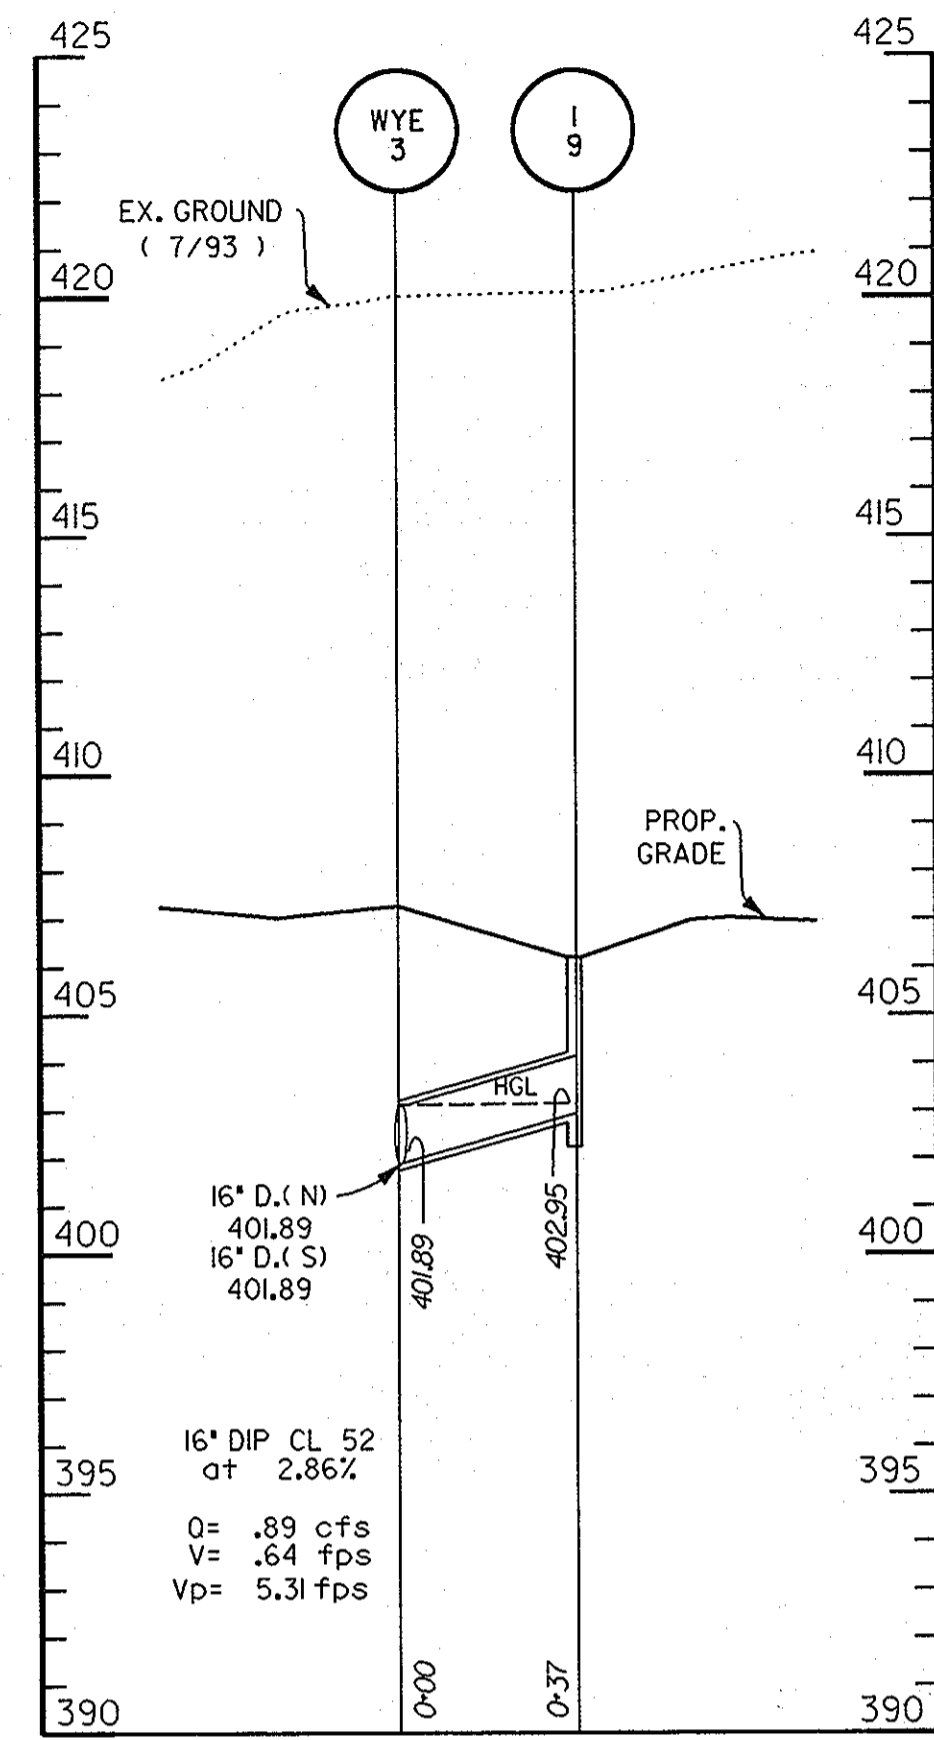 425
425
WYE
3
I
9
EX. GROUND
( 7/93 )
420
420
415
415
410
410
PROP.
GRADE
405
405
HGL
16" D.( N)
401.89
16" D.( S)
401.89
401.89
402.95
400
400
16" DIP CL 52
at 2.86%
395
395
Q= .89 cfs
V= .64 fps
Vp= 5.31 fps
0+00
0+37
390
390